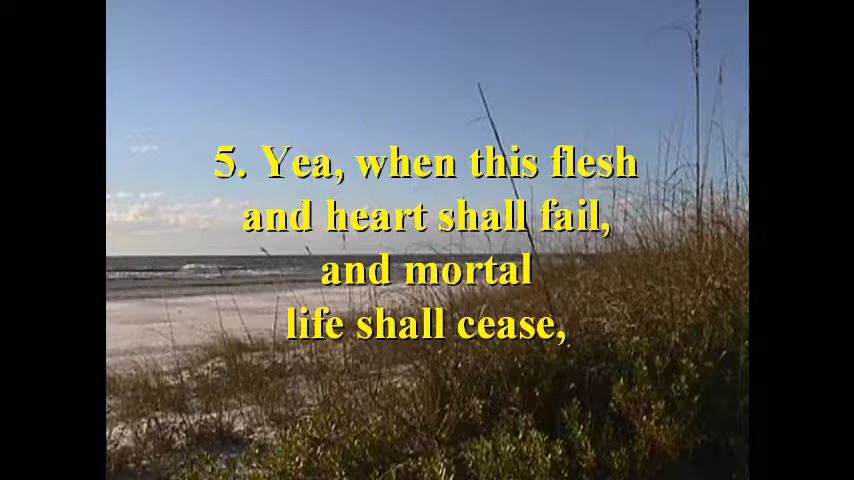 5. Yea, when this flesh
and heart shall fail,
and mortal
life shall cease,